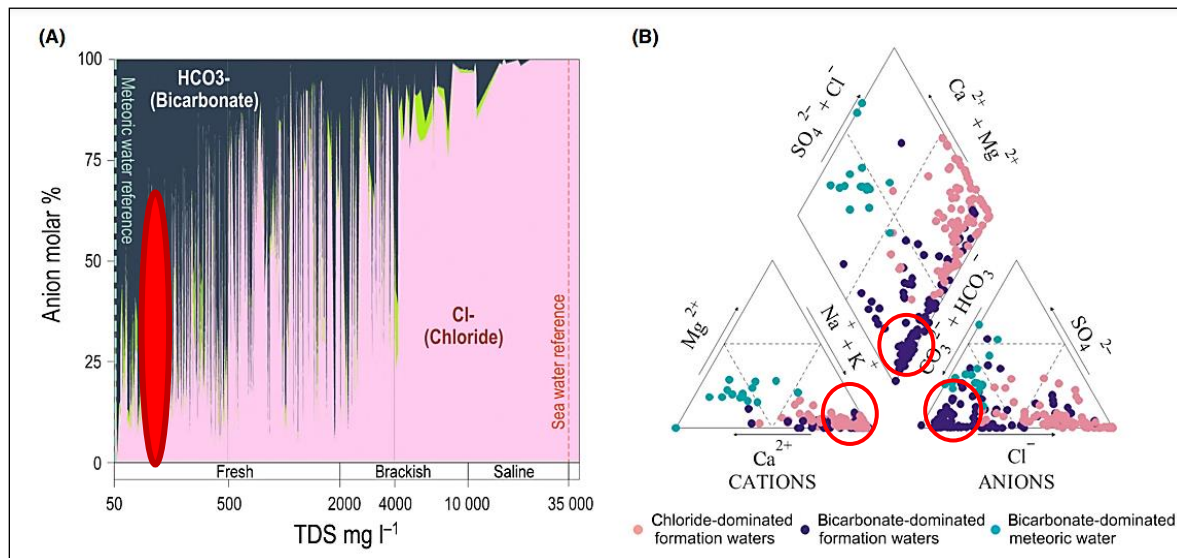 (A)
100
75
50
25
0
Anion molar %
Meteoric water reference
HCO3-
(Bicarbonate)
Cl-
(Chloride)
Sea water reference
Fresh
Brackish
Saline
50
500
2000
4000
10 000
35 000
TDS mg l⁻¹
(B)
SO₄²⁻ + Cl⁻
Ca²⁺ + Mg²⁺
Mg²⁺
Na⁺ + K⁺
CO₃²⁻ + HCO₃⁻
SO₄²⁻
Ca²⁺
CATIONS
Cl⁻
ANIONS
Chloride-dominated
formation waters
Bicarbonate-dominated
formation waters
Bicarbonate-dominated
meteoric water